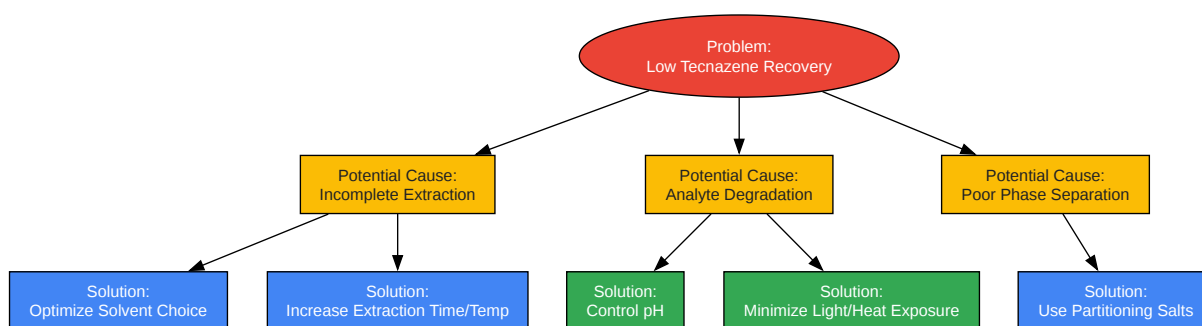 Problem:
Low Tecnazene Recovery
Potential Cause:
Incomplete Extraction
Potential Cause:
Analyte Degradation
Potential Cause:
Poor Phase Separation
Solution:
Optimize Solvent Choice
Solution:
Increase Extraction Time/Temp
Solution:
Control pH
Solution:
Minimize Light/Heat Exposure
Solution:
Use Partitioning Salts